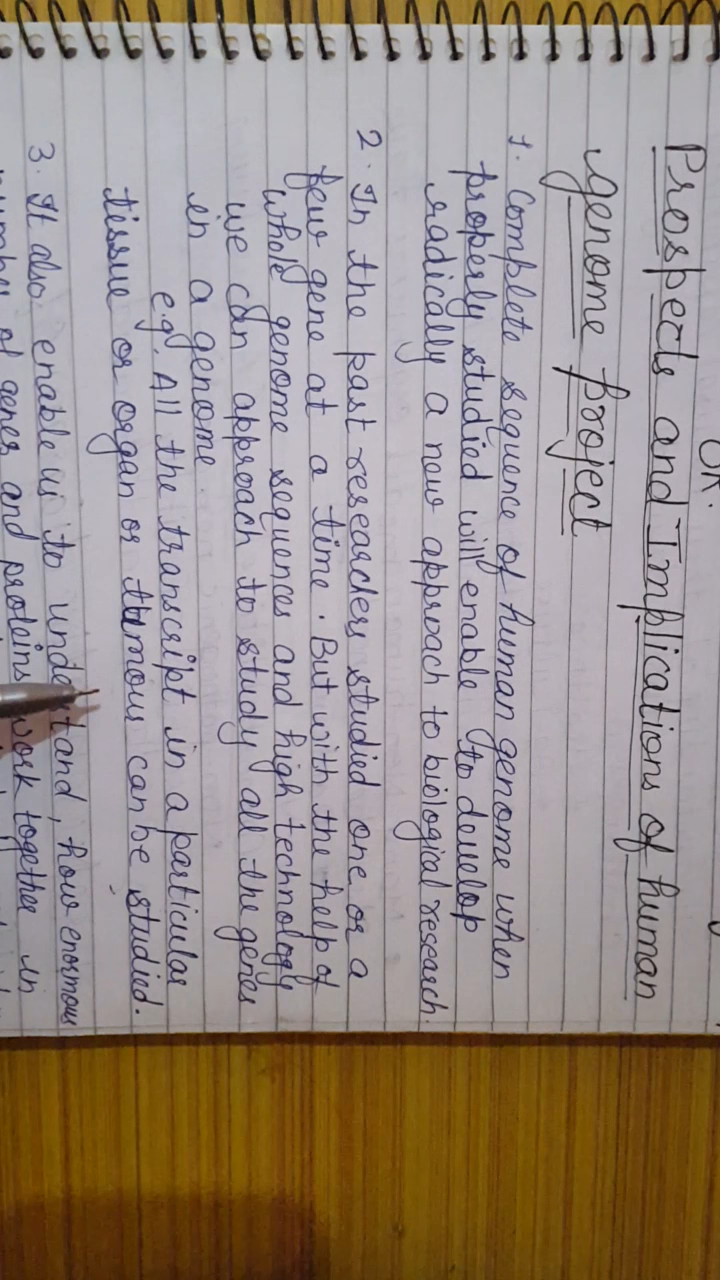 OR.
Prospects and Implications of human
genome project
1. Complete sequence of human genome when
properly studied will enable to develop
radically a new approach to biological research.
2. In the past researchers studied one or a
few gene at a time. But with the help of
whole genome sequences and high technology
we can approach to study all the genes
in a genome.
e.g. All the transcript in a particular
tissue or organ or tumour can be studied.
3. It also enable us to understand, how enormous
number of genes and proteins work together in